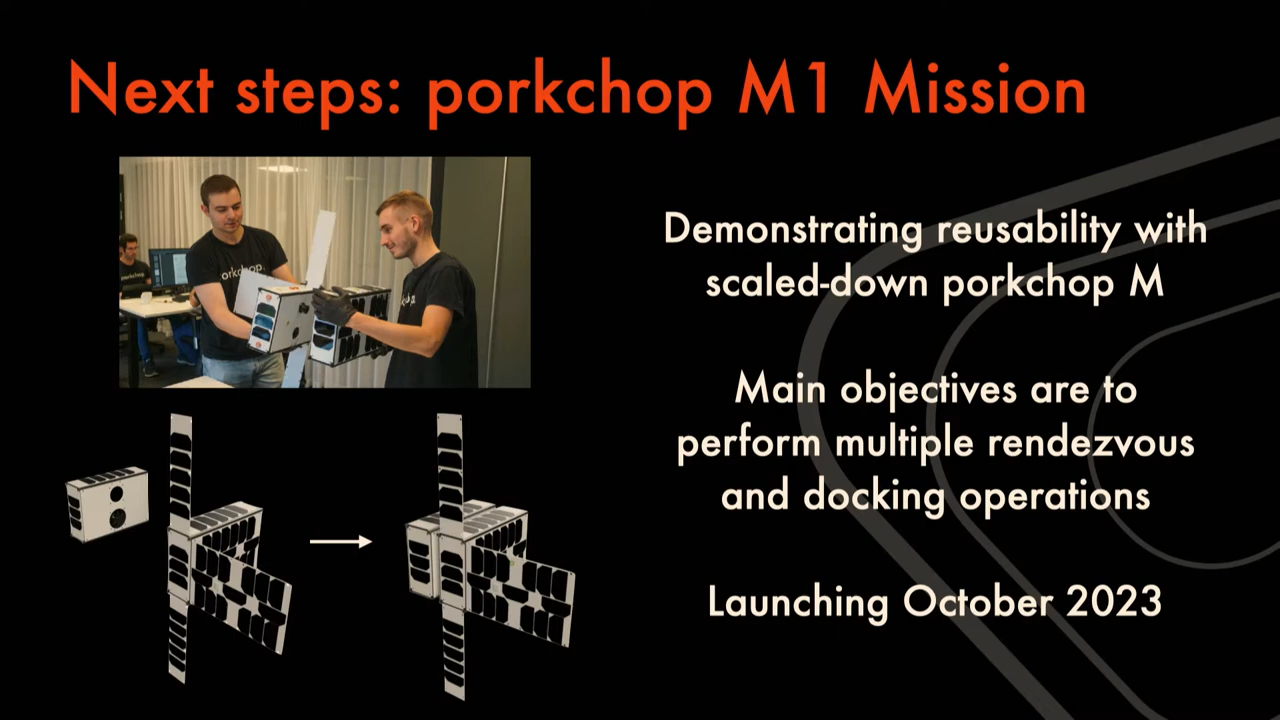 Next steps: porkchop M1 Mission
orkchop.
porkchop
Demonstrating reusability with
scaled-down porkchop M
Main objectives are to
perform multiple rendezvous
and docking operations
Launching October 2023